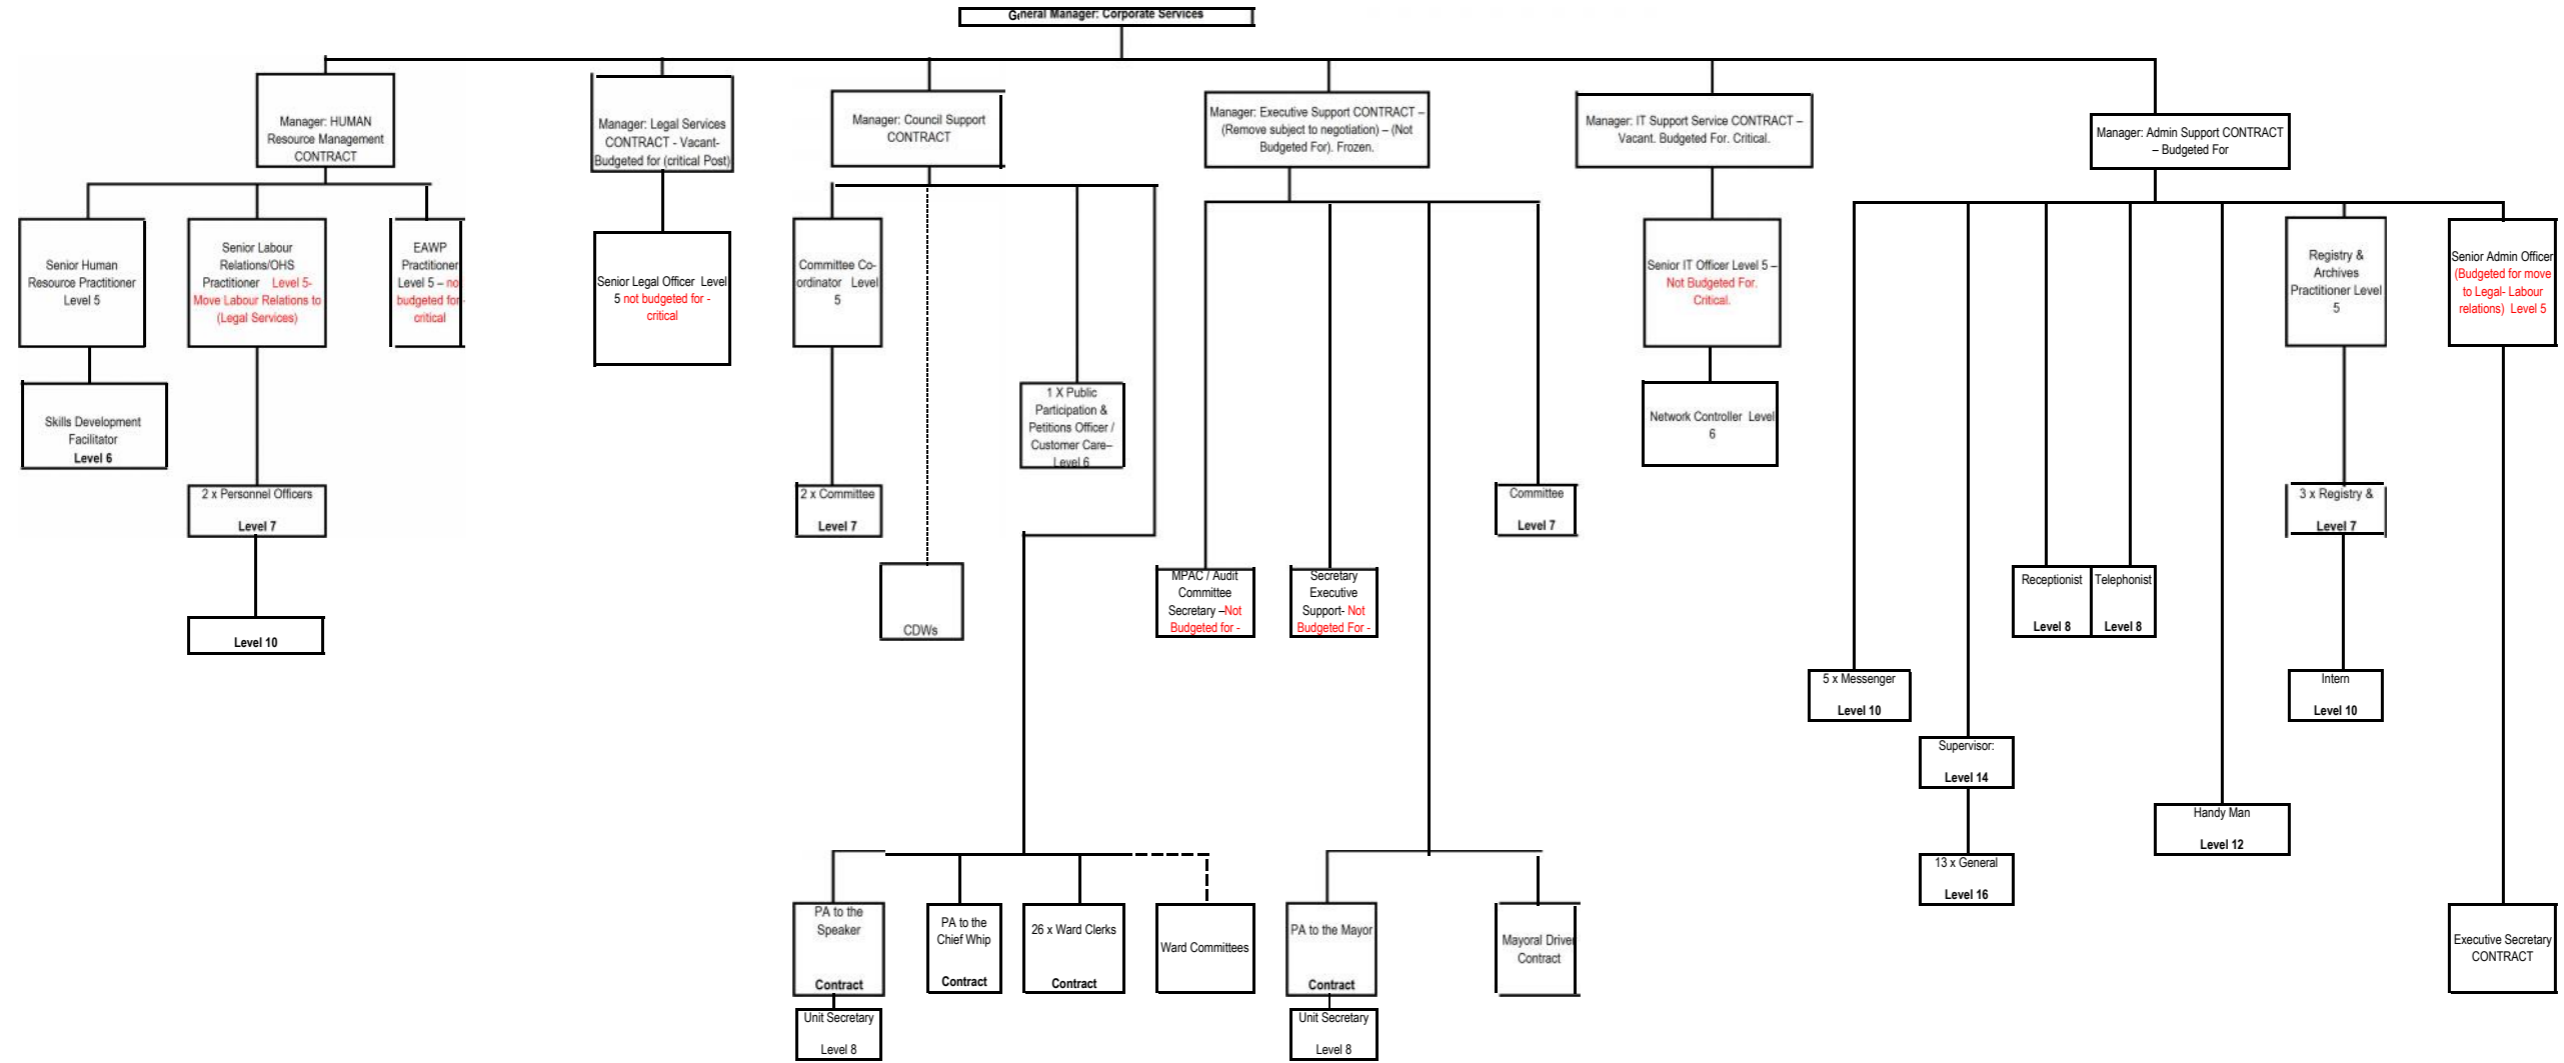 General Manager: Corporate Services
Manager: HUMAN
Resource Management
CONTRACT
Manager: Legal Services
CONTRACT - Vacant-
Budgeted for (critical Post)
Manager: Council Support
CONTRACT
Manager: Executive Support CONTRACT –
(Remove subject to negotiation) – (Not
Budgeted For). Frozen.
Manager: IT Support Service CONTRACT –
Vacant. Budgeted For. Critical.
Manager: Admin Support CONTRACT
– Budgeted For
Senior Human
Resource Practitioner
Level 5
Senior Labour
Relations/OHS
Practitioner Level 5-
Move Labour Relations to
(Legal Services)
EAWP
Practitioner
Level 5 – no
budgeted for -
critical
Senior Legal Officer Level
5 not budgeted for -
critical
Committee Co-
ordinator Level
5
Senior IT Officer Level 5 –
Not Budgeted For.
Critical.
Registry &
Archives
Practitioner Level
5
Senior Admin Officer
(Budgeted for move
to Legal- Labour
relations) Level 5
Skills Development
Facilitator
Level 6
1 X Public
Participation &
Petitions Officer /
Customer Care–
Level 6
Network Controller Level
6
2 x Personnel Officers
Level 7
2 x Committee
Level 7
Committee
Level 7
3 x Registry &
Level 7
CDWs
MPAC / Audit
Committee
Secretary –Not
Budgeted for -
Secretary
Executive
Support- Not
Budgeted For -
Receptionist
Level 8
Telephonist
Level 8
Level 10
5 x Messenger
Level 10
Intern
Level 10
Supervisor:
Level 14
Handy Man
Level 12
13 x General
Level 16
PA to the
Speaker
Contract
PA to the
Chief Whip
Contract
26 x Ward Clerks
Contract
Ward Committees
PA to the Mayor
Contract
Mayoral Driver
Contract
Executive Secretary
CONTRACT
Unit Secretary
Level 8
Unit Secretary
Level 8